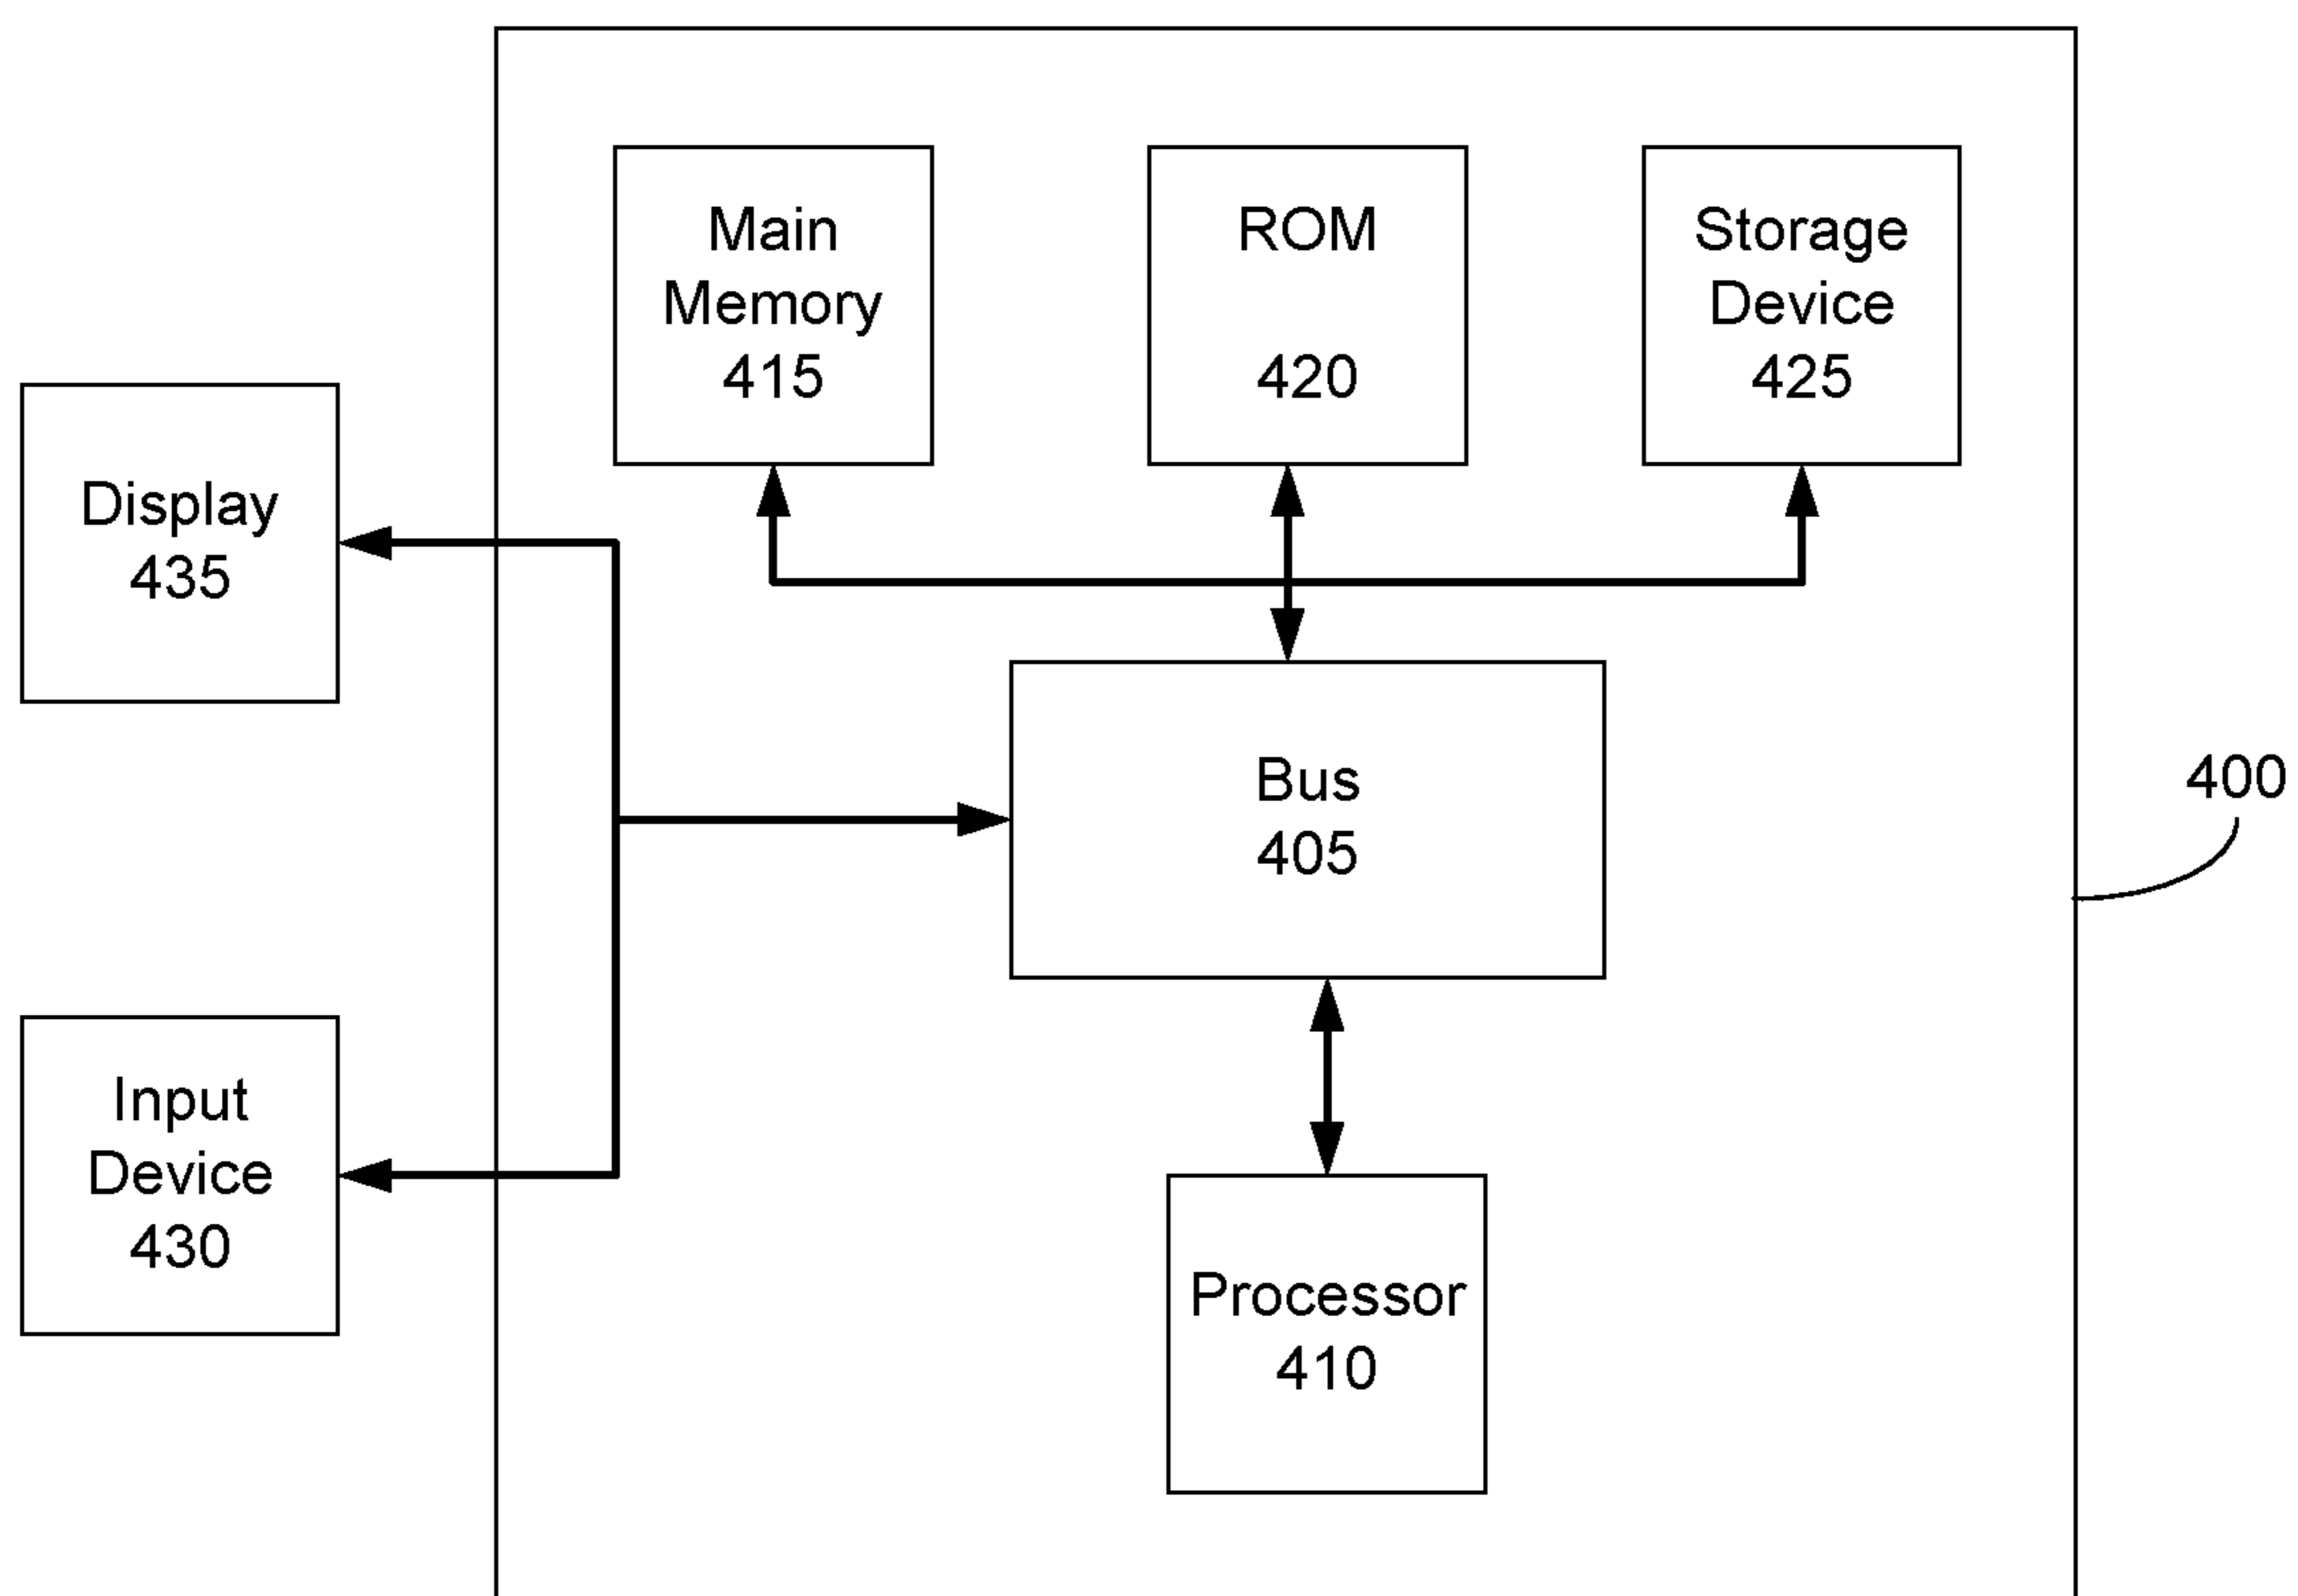 Main
Memory
415
ROM
420
Storage
Device
425
Display
435
Bus
405
400
Input
Device
430
Processor
410